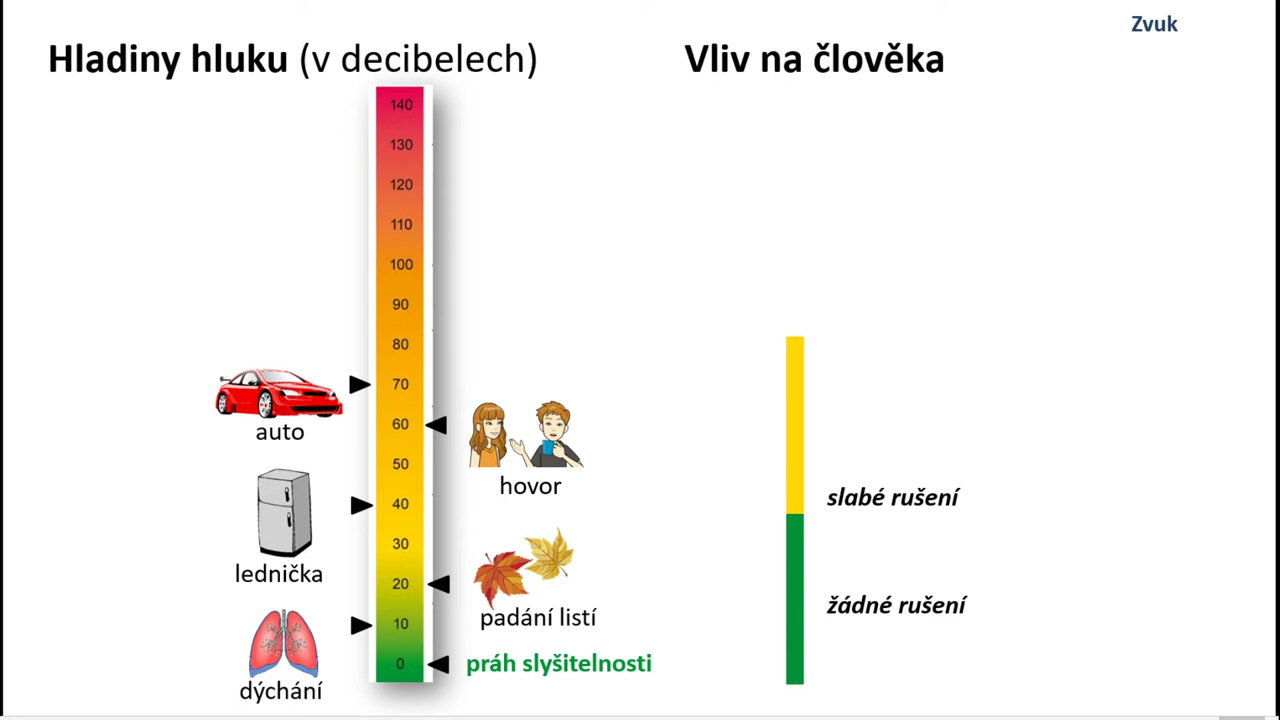 Zvuk
Hladiny hluku (v decibelech)
Vliv na člověka
140
130
120
110
100
90
80
70
60
50
40
30
20
10
0
auto
hovor
lednička
padání listí
dýchání
práh slyšitelnosti
slabé rušení
žádné rušení